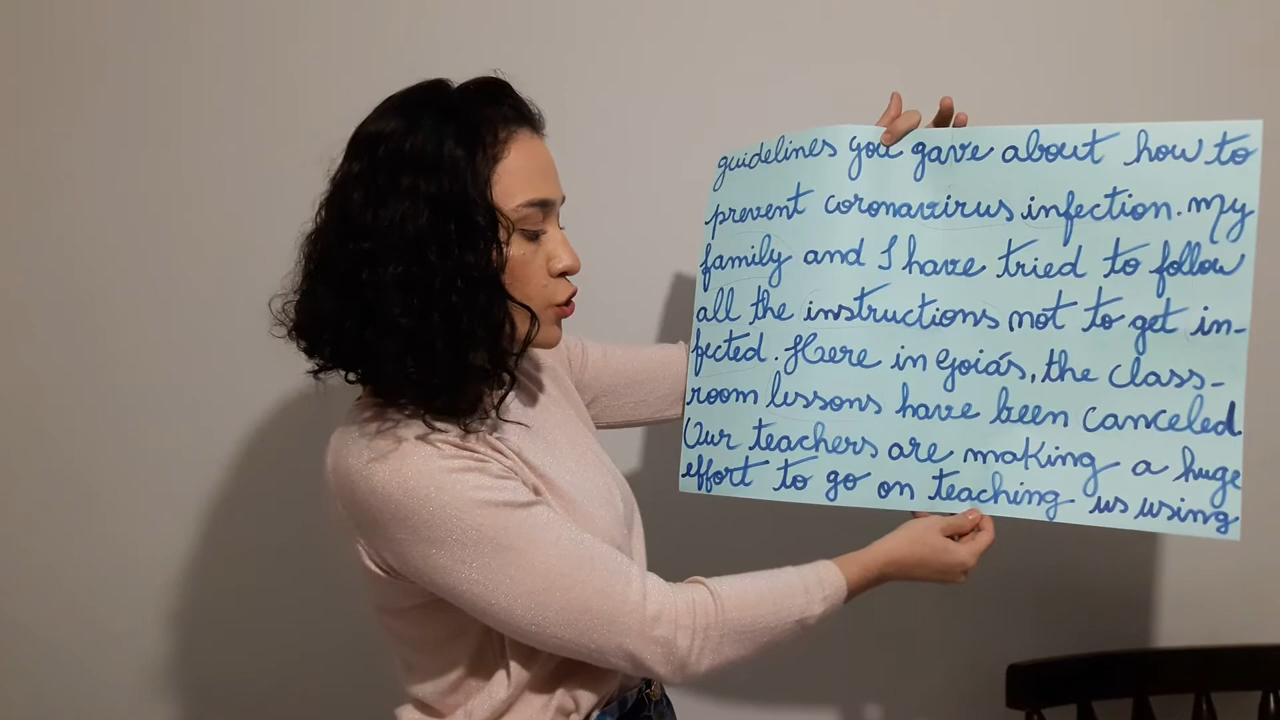 guidelines you gave about how to
prevent coronavirus infection. My
family and I have tried to follow
all the instructions not to get in-
fected. Here in Goiás, the class-
room lessons have been canceled.
Our teachers are making a huge
effort to go on teaching us using